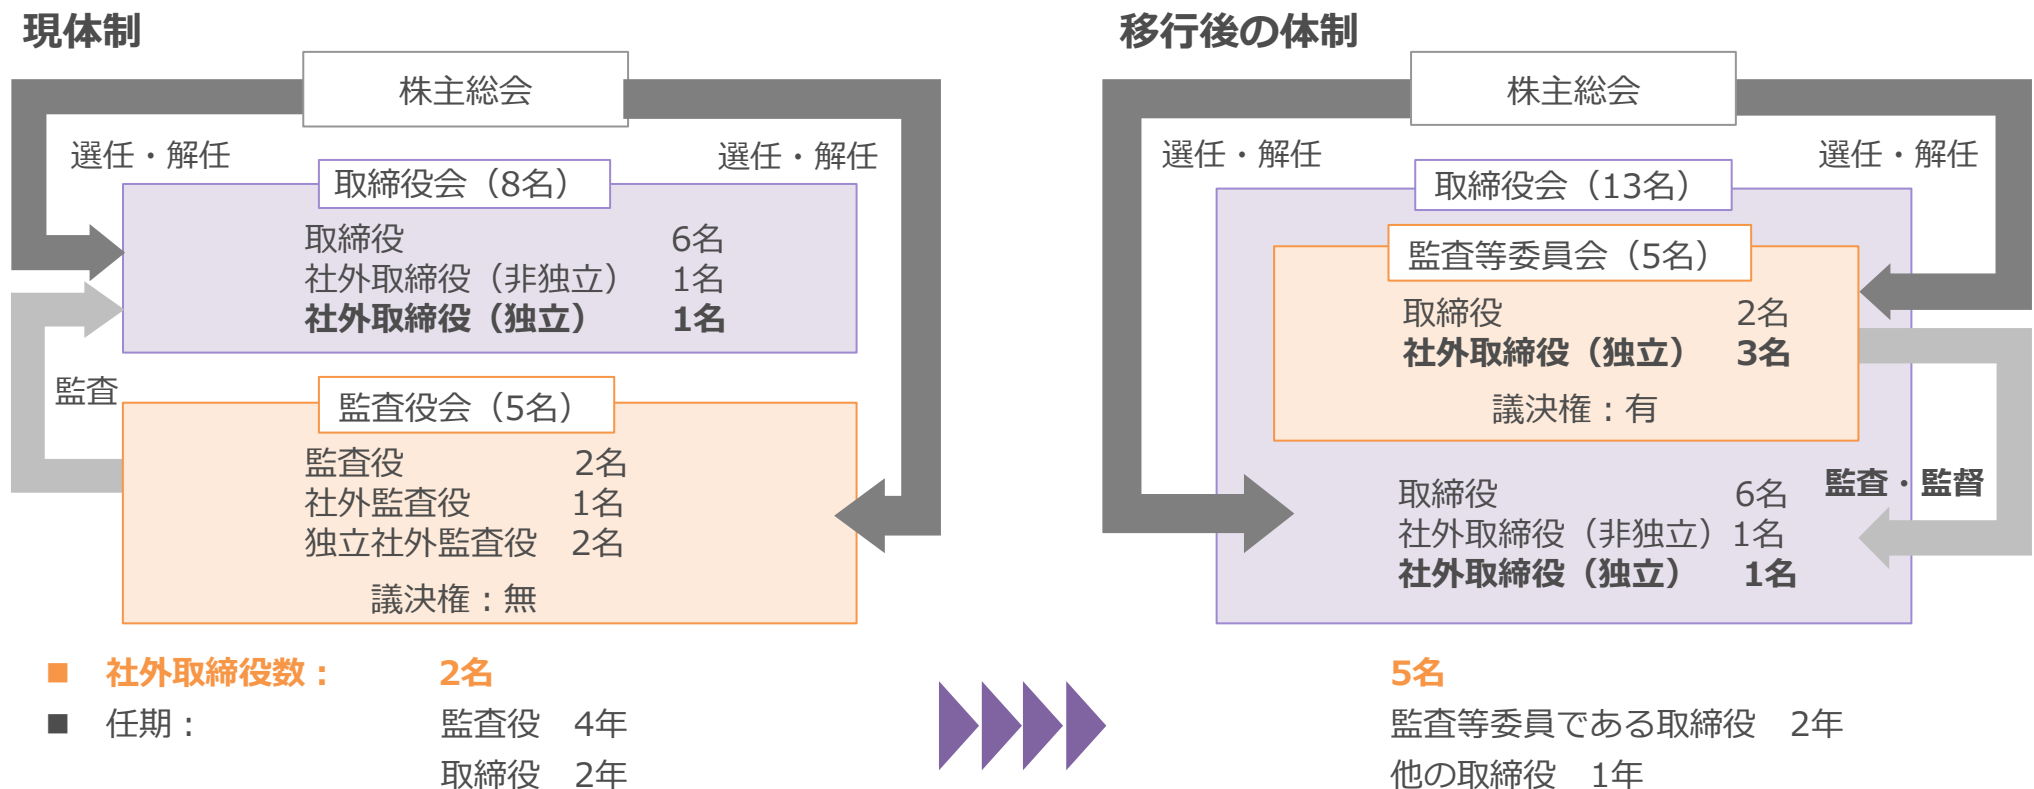 現体制
株主総会
選任・解任
選任・解任
取締役会（8名）
取締役 6名
社外取締役（非独立） 1名
社外取締役（独立） 1名
監査
監査役会（5名）
監査役 2名
社外監査役 1名
独立社外監査役 2名
議決権：無
移行後の体制
株主総会
選任・解任
選任・解任
取締役会（13名）
監査等委員会（5名）
取締役 2名
社外取締役（独立） 3名
議決権：有
監査・監督
取締役 6名
社外取締役（非独立）1名
社外取締役（独立） 1名
■ 社外取締役数： 2名 5名
■ 任期： 監査役 4年 監査等委員である取締役 2年
取締役 2年 他の取締役 1年